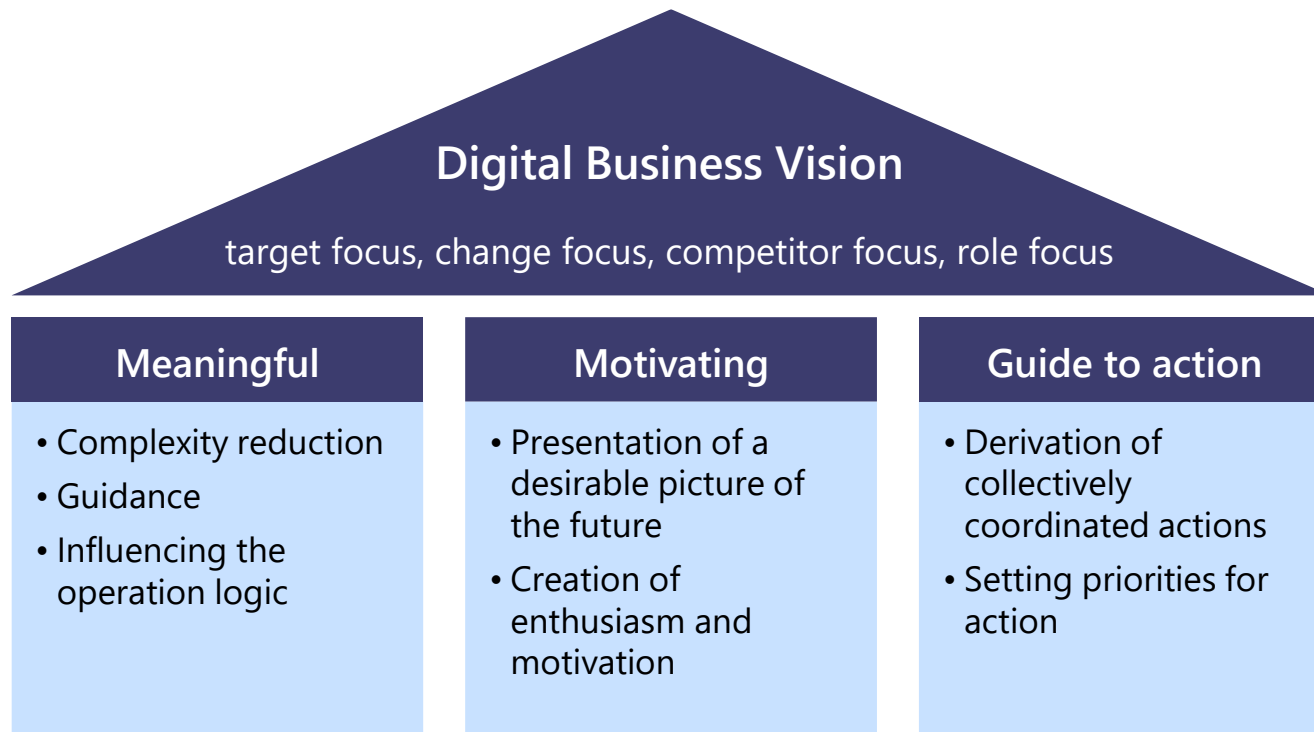 Digital Business Vision
target focus, change focus, competitor focus, role focus
Meaningful
• Complexity reduction
• Guidance
• Influencing the
operation logic
Motivating
• Presentation of a
desirable picture of
the future
• Creation of
enthusiasm and
motivation
Guide to action
• Derivation of
collectively
coordinated actions
• Setting priorities for
action